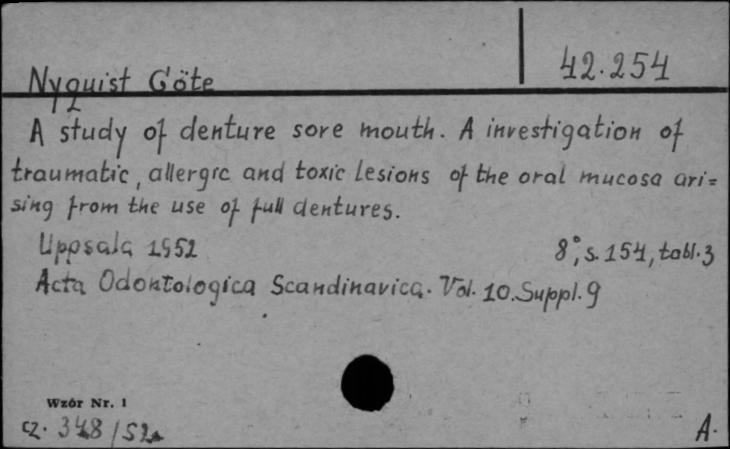 Nyquist Göte
42.254
A study of denture sore mouth. A investigation of
traumatic, allergic and toxic lesions of the oral mucosa ari=
sing from the use of full dentures.
Uppsala 1952
8°, s. 154, tabl. 3
Acta Odontologica Scandinavica. Vol. 10. Suppl. 9
Wzór Nr. 1
cz. 348/52
A.